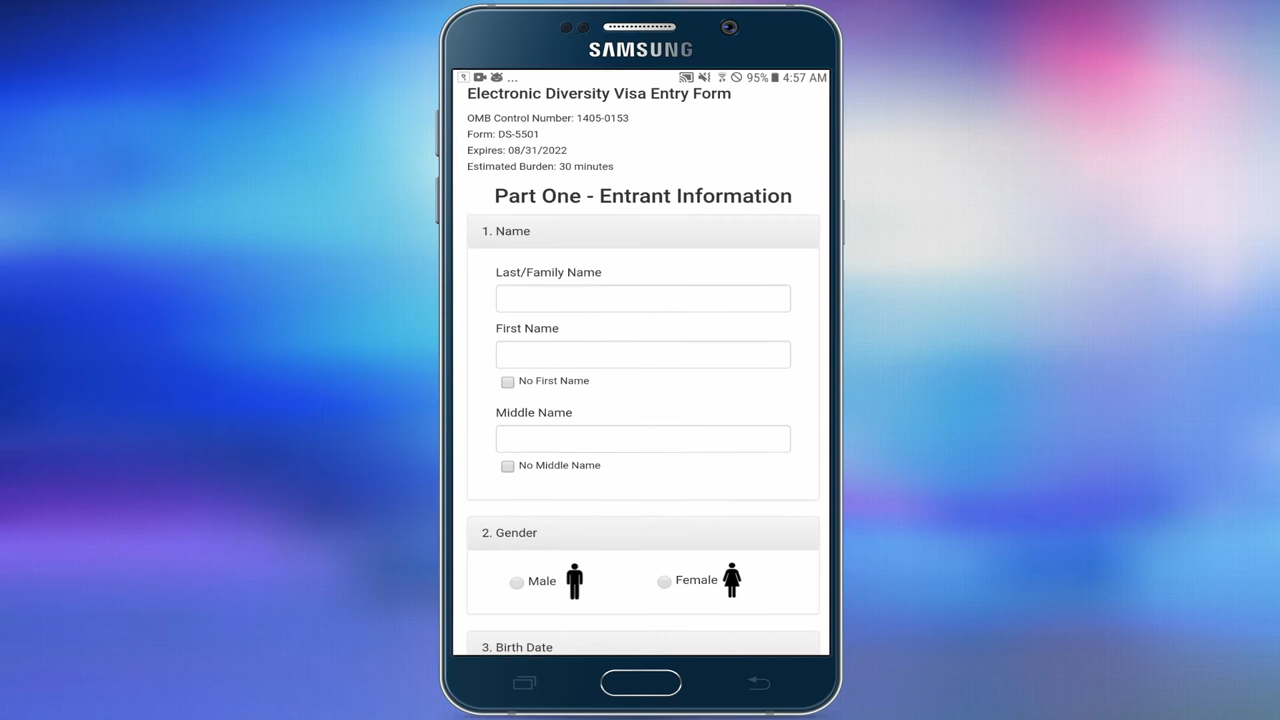 SAMSUNG
... 95% 4:57 AM
Electronic Diversity Visa Entry Form
OMB Control Number: 1405-0153
Form: DS-5501
Expires: 08/31/2022
Estimated Burden: 30 minutes
Part One - Entrant Information
1. Name
Last/Family Name
First Name
No First Name
Middle Name
No Middle Name
2. Gender
Male Female
3. Birth Date